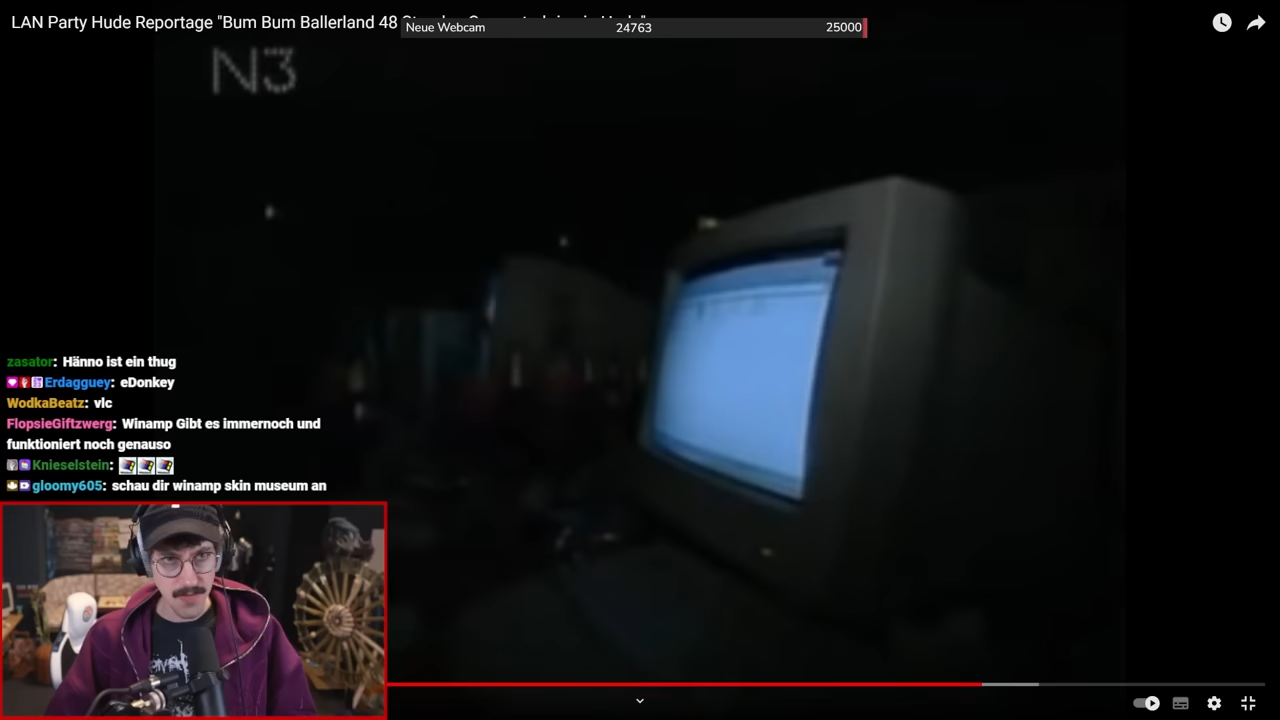 LAN Party Hude Reportage "Bum Bum Ballerland 48
Neue Webcam 24763 25000
N3
zasator: Hänno ist ein thug
Erdagguey: eDonkey
WodkaBeatz: vlc
FlopsieGiftzwerg: Winamp Gibt es immernoch und
funktioniert noch genauso
Knieselstein:
gloomy605: schau dir winamp skin museum an